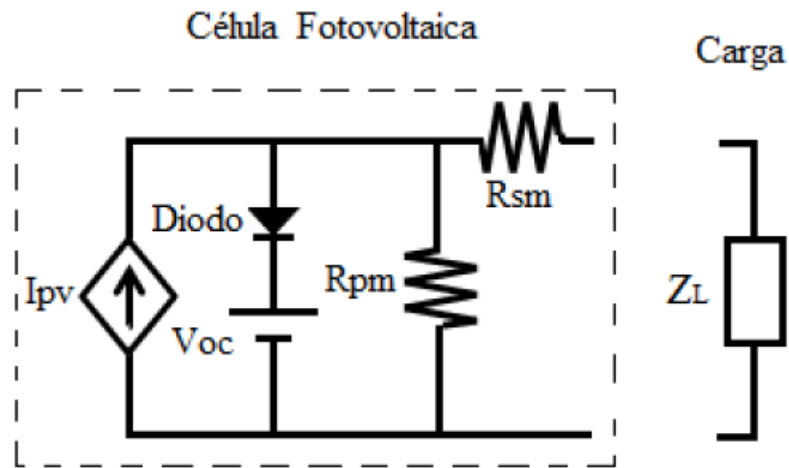 Célula Fotovoltaica
Carga
Rsm
Diodo
Rpm
Ipv
ZL
Voc